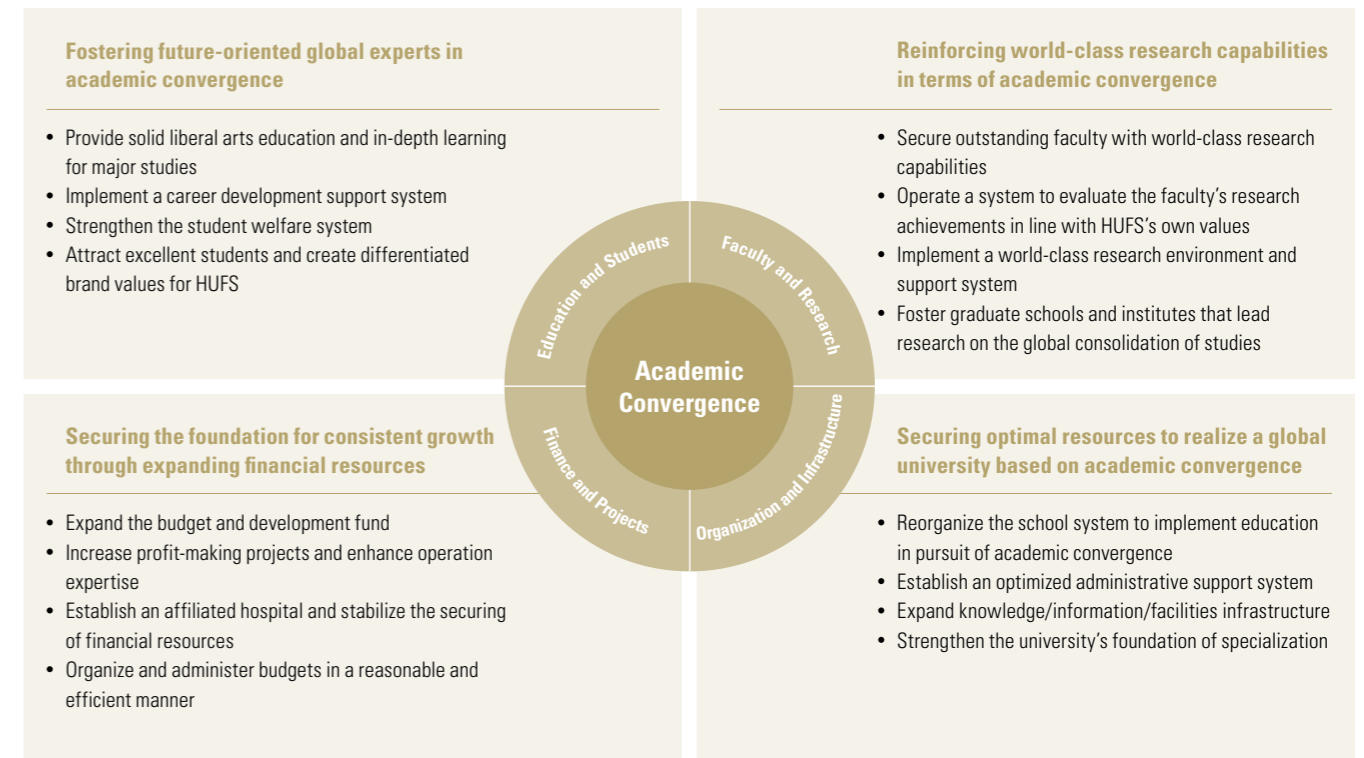 Fostering future-oriented global experts in
academic convergence
• Provide solid liberal arts education and in-depth learning
for major studies
• Implement a career development support system
• Strengthen the student welfare system
• Attract excellent students and create differentiated
brand values for HUFS
Reinforcing world-class research capabilities
in terms of academic convergence
• Secure outstanding faculty with world-class research
capabilities
• Operate a system to evaluate the faculty's research
achievements in line with HUFS's own values
• Implement a world-class research environment and
support system
• Foster graduate schools and institutes that lead
research on the global consolidation of studies
Education and Students
Faculty and Research
Academic
Convergence
Finance and Projects
Organization and Infrastructure
Securing the foundation for consistent growth
through expanding financial resources
• Expand the budget and development fund
• Increase profit-making projects and enhance operation
expertise
• Establish an affiliated hospital and stabilize the securing
of financial resources
• Organize and administer budgets in a reasonable and
efficient manner
Securing optimal resources to realize a global
university based on academic convergence
• Reorganize the school system to implement education
in pursuit of academic convergence
• Establish an optimized administrative support system
• Expand knowledge/information/facilities infrastructure
• Strengthen the university's foundation of specialization